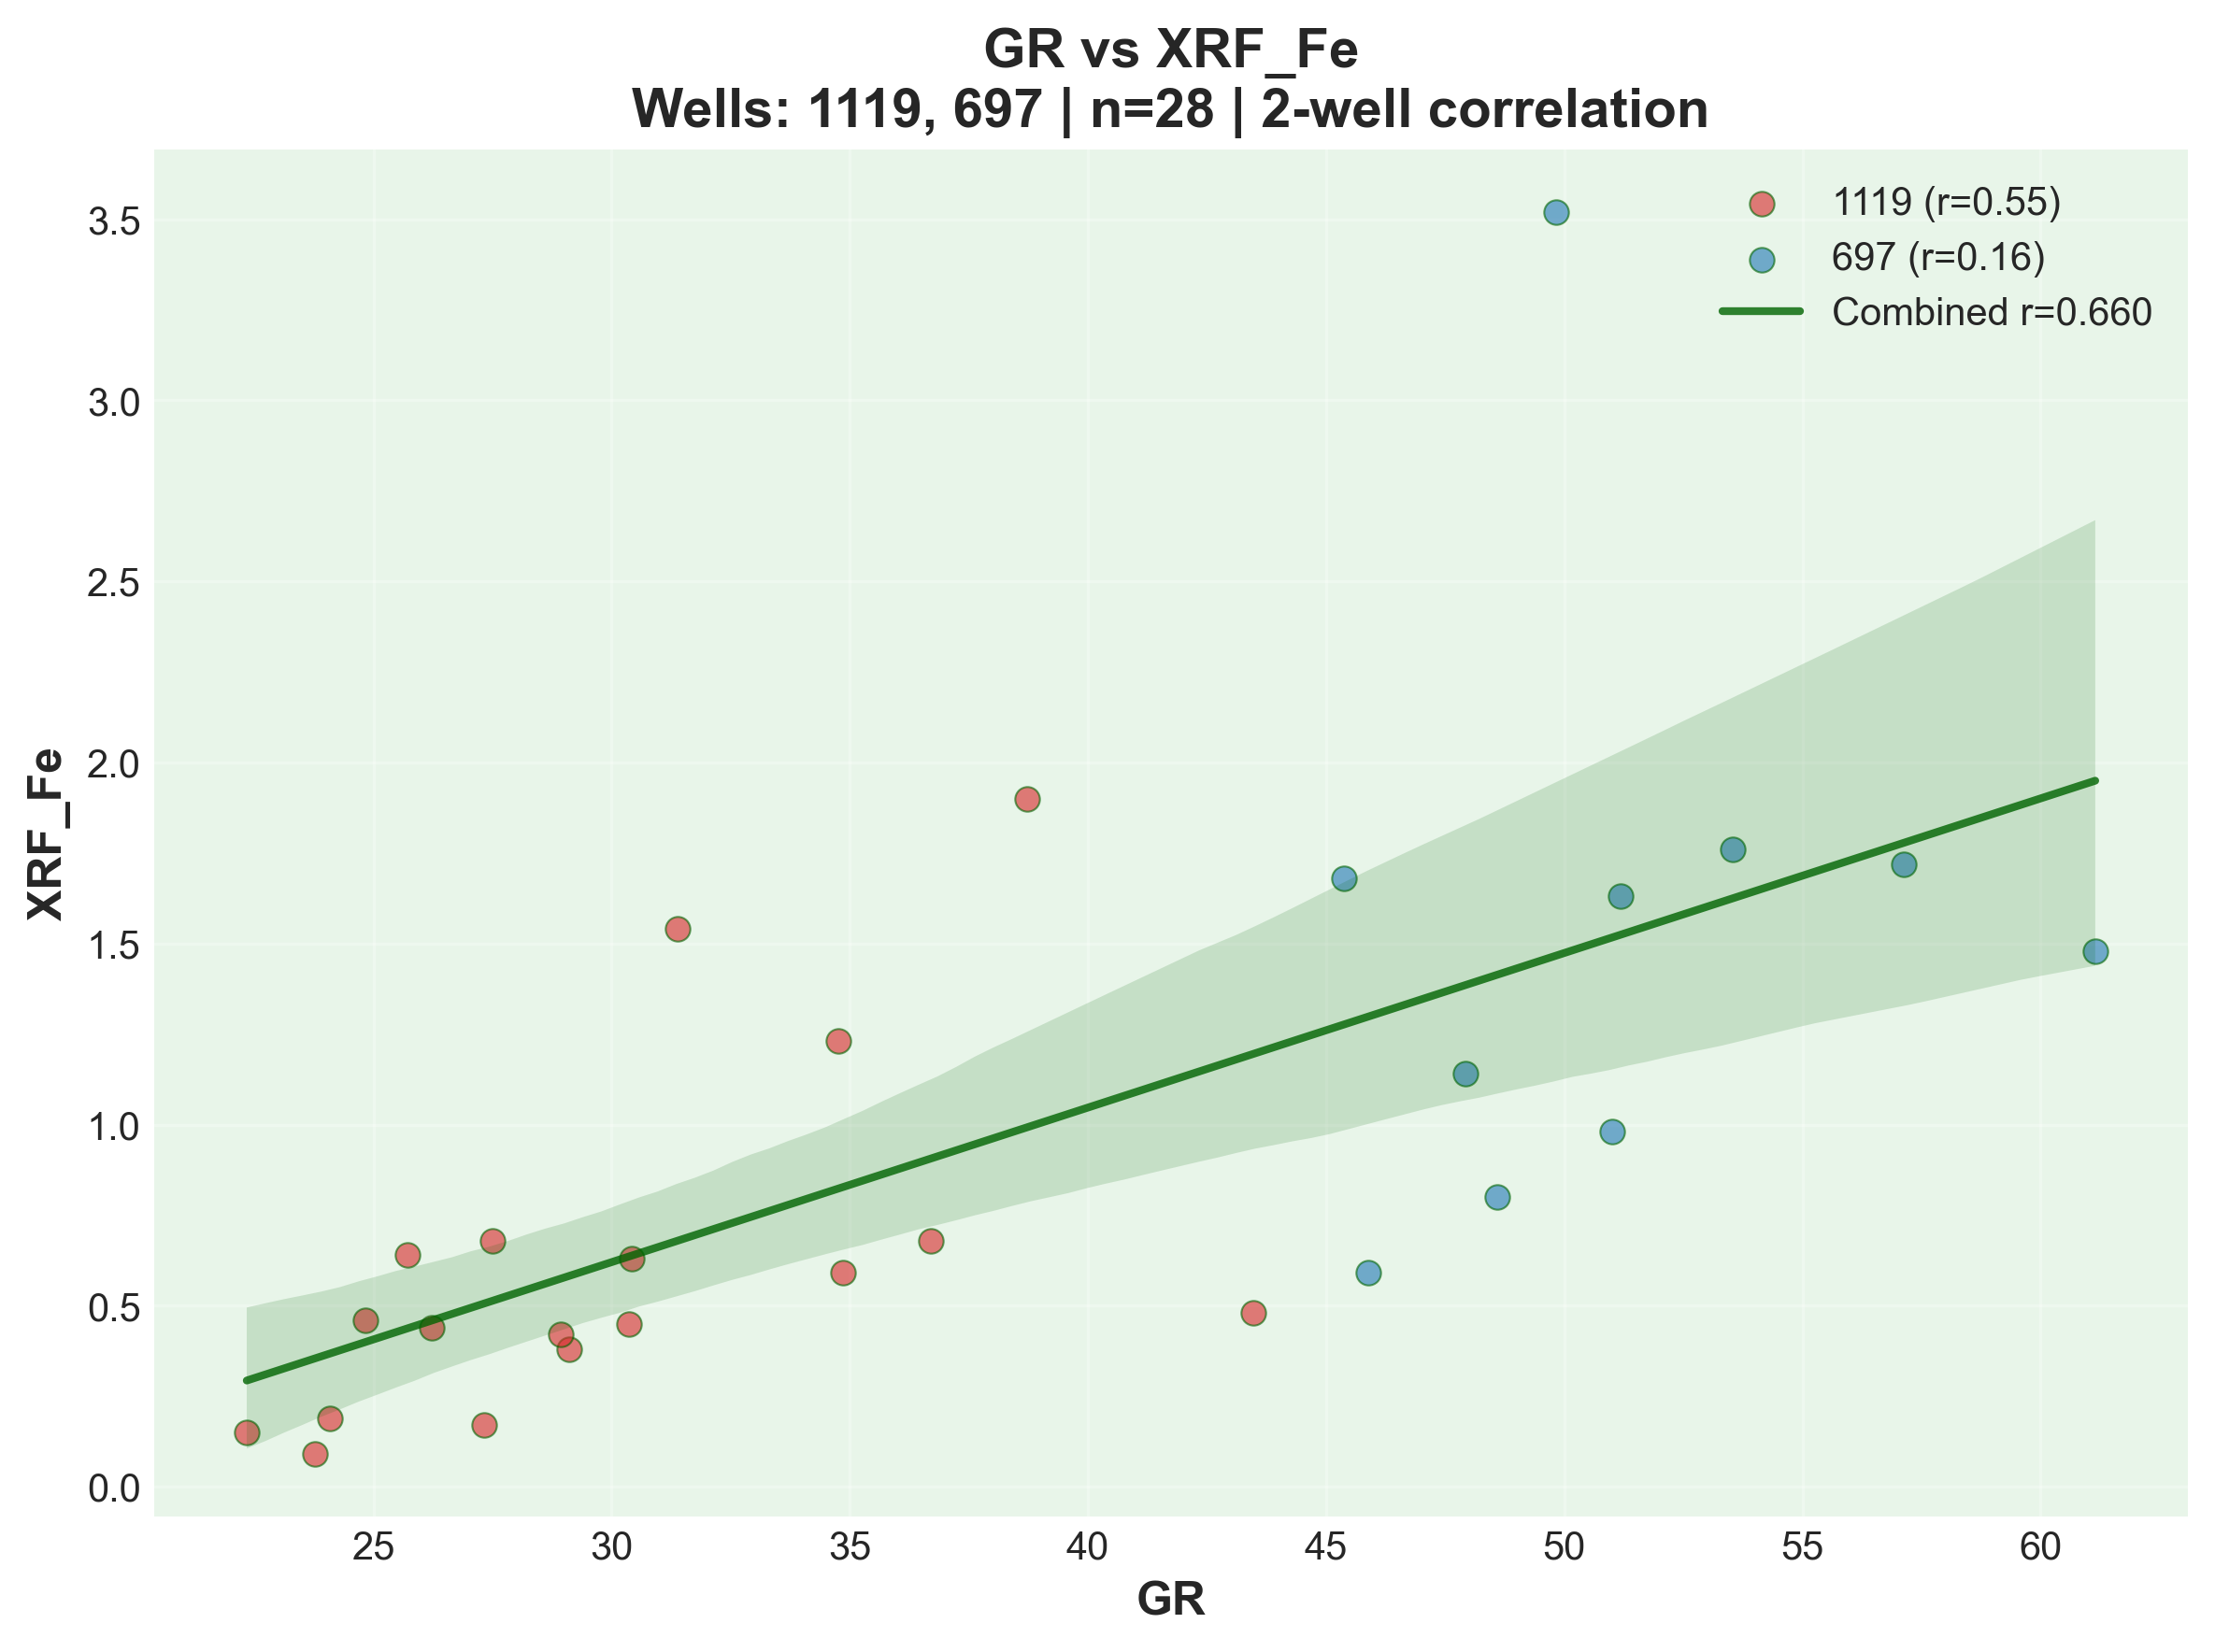 GR vs XRF_Fe
Wells: 1119, 697 | n=28 | 2-well correlation
1119 (r=0.55)
697 (r=0.16)
Combined r=0.660
XRF_Fe
3.5
3.0
2.5
2.0
1.5
1.0
0.5
0.0
25 30 35 40 45 50 55 60
GR